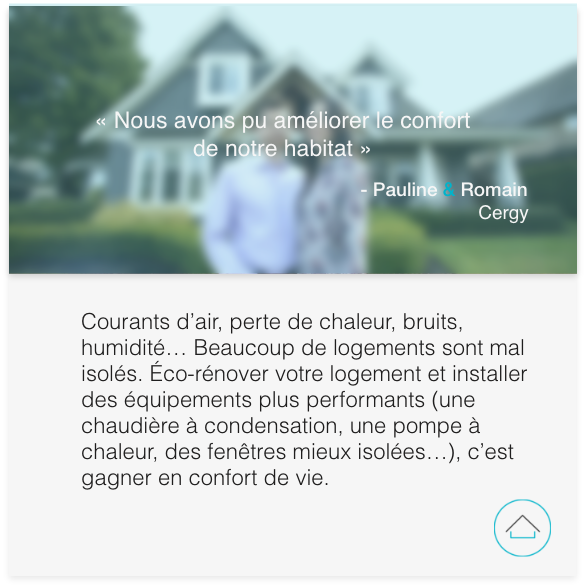 « Nous avons pu améliorer le confort
de notre habitat »
- Pauline & Romain
Cergy
Courants d’air, perte de chaleur, bruits,
humidité… Beaucoup de logements sont mal
isolés. Éco-rénover votre logement et installer
des équipements plus performants (une
chaudière à condensation, une pompe à
chaleur, des fenêtres mieux isolées…), c’est
gagner en confort de vie.